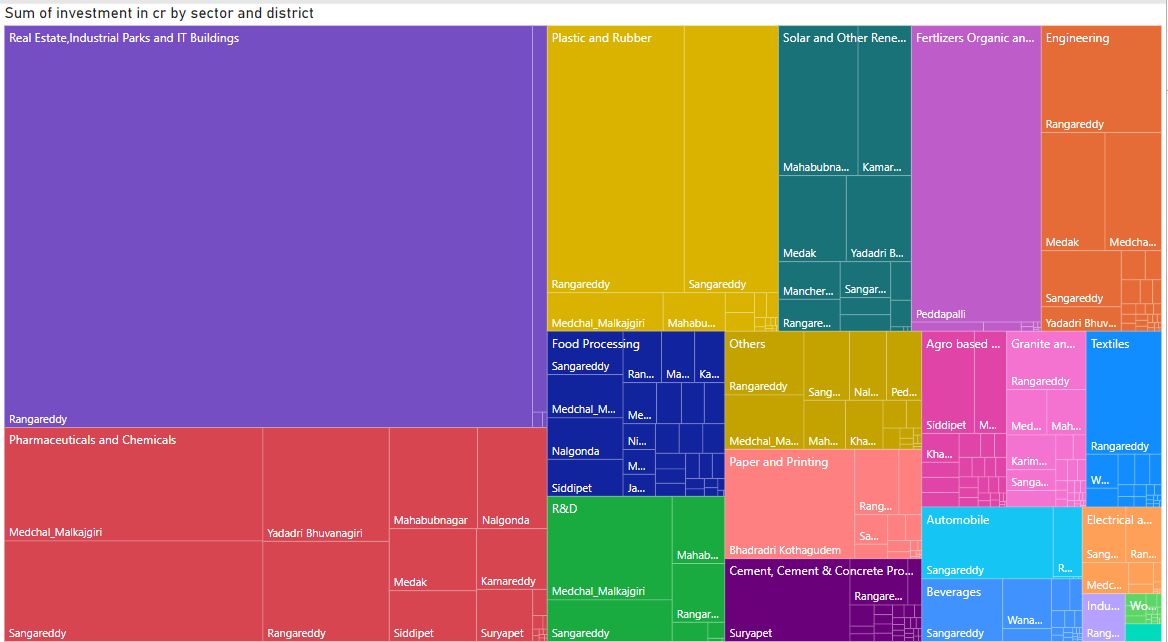 Sum of investment in cr by sector and district
Real Estate,Industrial Parks and IT Buildings
Rangareddy
Pharmaceuticals and Chemicals
Medchal_Malkajgiri
Sangareddy
Yadadri Bhuvanagiri
Rangareddy
Mahabubnagar
Nalgonda
Medak
Kamareddy
Siddipet
Suryapet
Plastic and Rubber
Rangareddy
Sangareddy
Medchal_Malkajgiri
Mahabu...
Solar and Other Rene...
Mahabubna...
Kamar...
Medak
Yadadri B...
Mancher...
Sangar...
Rangare...
Fertlizers Organic an...
Peddapalli
Engineering
Rangareddy
Medak
Medcha...
Sangareddy
Yadadri Bhuv...
Food Processing
Sangareddy
Ran...
Ma...
Ka...
Medchal_M...
Me...
Nalgonda
Ni...
M...
Siddipet
Ja...
R&D
Medchal_Malkajgiri
Mahab...
Rangar...
Sangareddy
Others
Rangareddy
Sang...
Nal...
Ped...
Medchal_Ma...
Mah...
Kha...
Paper and Printing
Bhadradri Kothagudem
Rang...
Sa...
Cement, Cement & Concrete Pro...
Suryapet
Rangare...
Agro based ...
Siddipet
M...
Kha...
Granite an...
Rangareddy
Med...
Mah...
Karim...
Sanga...
Textiles
Rangareddy
W...
Automobile
Sangareddy
R...
Beverages
Sangareddy
Wana...
Electrical a...
Sang...
Ran...
Medc...
Indu...
Rang...
Wo...